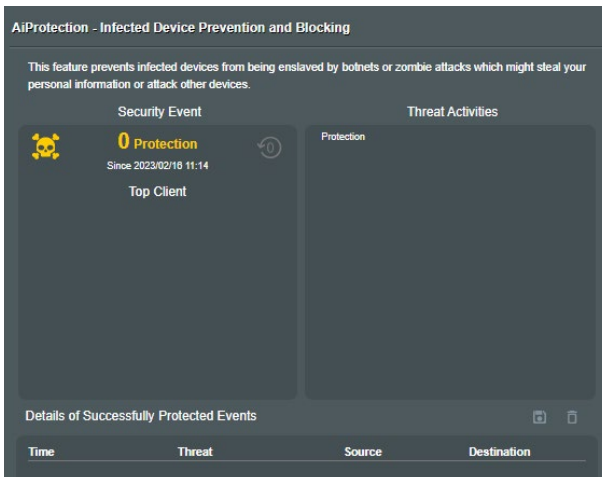 AiProtection - Infected Device Prevention and Blocking
This feature prevents infected devices from being enslaved by botnets or zombie attacks which might steal your
personal information or attack other devices.
Security Event
Threat Activities
0 Protection
Since 2023/02/16 11:14
0
Top Client
Protection
Details of Successfully Protected Events
Time Threat Source Destination